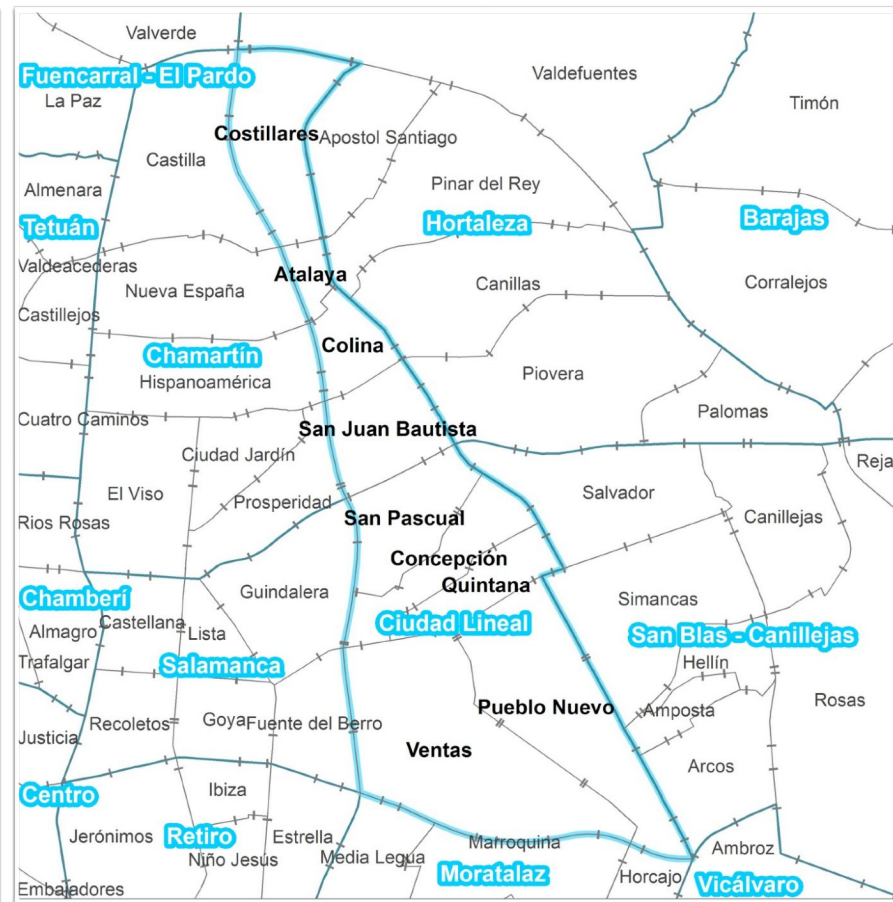 Valverde
Fuencarral - El Pardo
Valdefuentes
La Paz
Timón
Costillares
Apostol Santiago
Castilla
Almenara
Pinar del Rey
Tetuán
Hortaleza
Barajas
Valdeacederas
Atalaya
Nueva España
Canillas
Corralejos
Castillejos
Colina
Chamartín
Hispanoamérica
Piovera
Cuatro Caminos
Palomas
San Juan Bautista
Ciudad Jardín
Reja
El Viso
Prosperidad
Salvador
Rios Rosas
San Pascual
Canillejas
Concepción
Quintana
Guindalera
Simancas
Chamberí
Castellana
Ciudad Lineal
Almagro
Lista
San Blas - Canillejas
Trafalgar
Salamanca
Hellín
Rosas
Pueblo Nuevo
Amposta
Justicia
Recoletos
Goya
Fuente del Berro
Ventas
Arcos
Centro
Ibiza
Jerónimos
Retiro
Estrella
Marroquina
Ambroz
Niño Jesús
Media Legua
Moratalaz
Horcajo
Vicálvaro
Embajadores